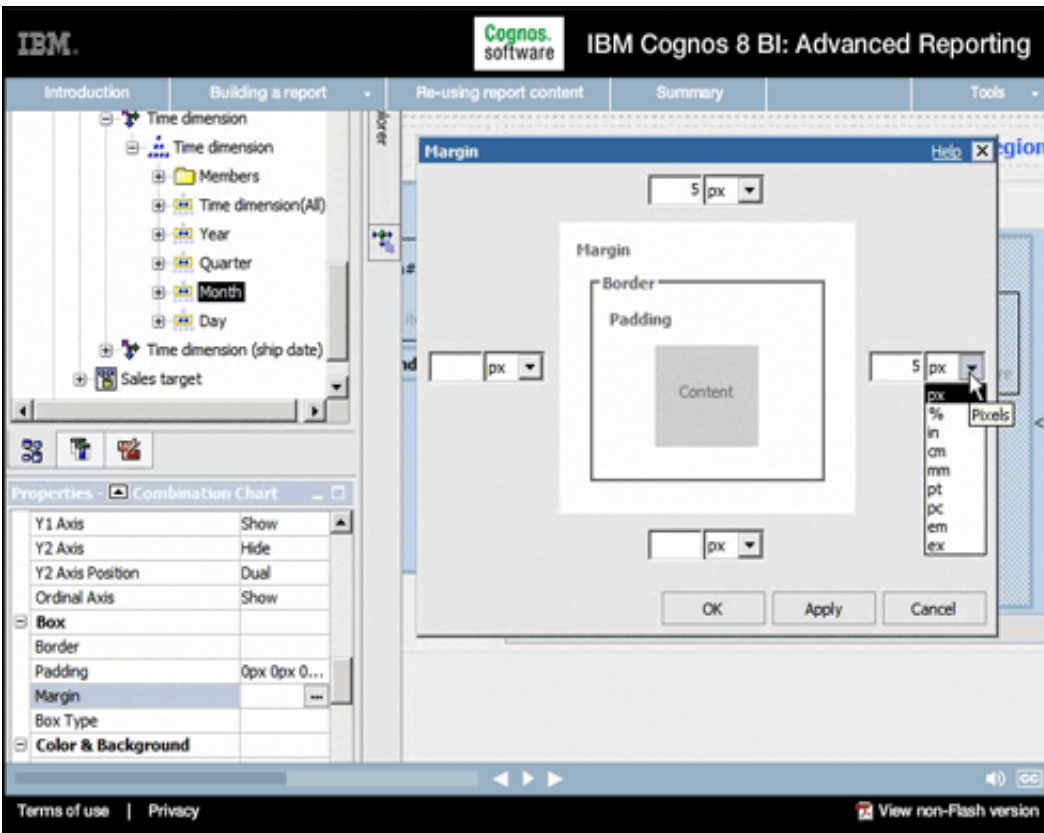 IBM.
Cognos.
software
IBM Cognos 8 BI: Advanced Reporting
Introduction
Building a report
Re-using report content
Summary
Tools
Time dimension
Time dimension
Members
Time dimension(All)
Year
Quarter
Month
Day
Time dimension (ship date)
Sales target
Properties - Combination Chart
Y1 Axis Show
Y2 Axis Hide
Y2 Axis Position Dual
Ordinal Axis Show
Box
Border
Padding 0px 0px 0...
Margin ...
Box Type
Color & Background
Margin
Help
5 px
Margin
Border
Padding
Content
px
5 px
px
%
in
cm
mm
pt
pc
em
ex
Pixels
px
OK
Apply
Cancel
CC
Terms of use | Privacy
View non-Flash version